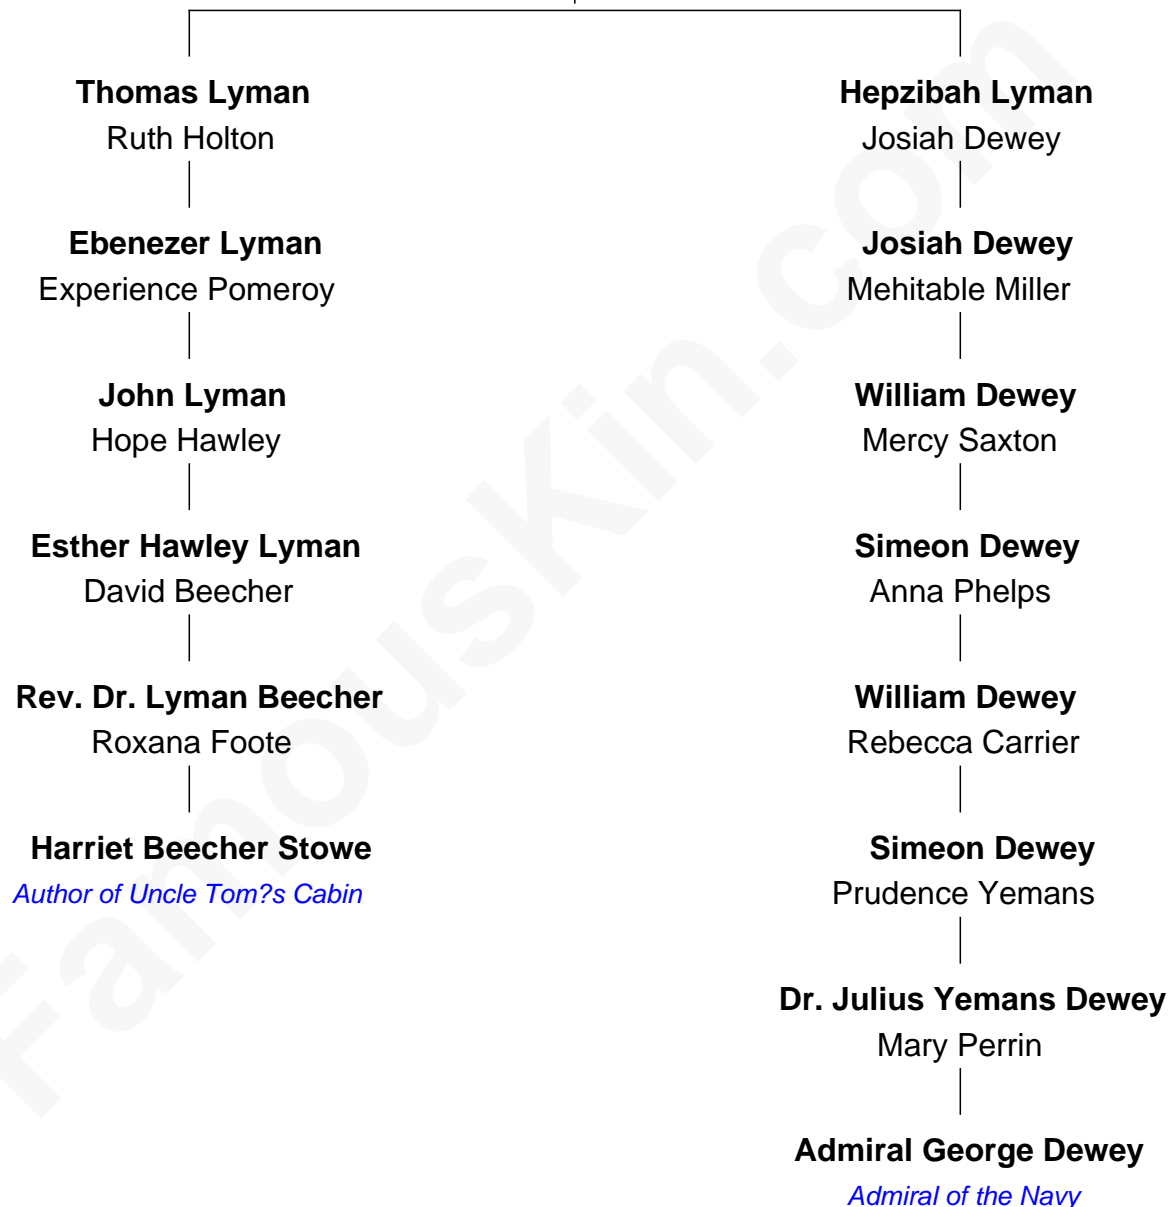 Thomas Lyman
Ruth Holton
Ebenezer Lyman
Experience Pomeroy
John Lyman
Hope Hawley
Esther Hawley Lyman
David Beecher
Rev. Dr. Lyman Beecher
Roxana Foote
Harriet Beecher Stowe
Author of Uncle Tom?s Cabin
Hepzibah Lyman
Josiah Dewey
Josiah Dewey
Mehitable Miller
William Dewey
Mercy Saxton
Simeon Dewey
Anna Phelps
William Dewey
Rebecca Carrier
Simeon Dewey
Prudence Yemans
Dr. Julius Yemans Dewey
Mary Perrin
Admiral George Dewey
Admiral of the Navy
FamousKin.com